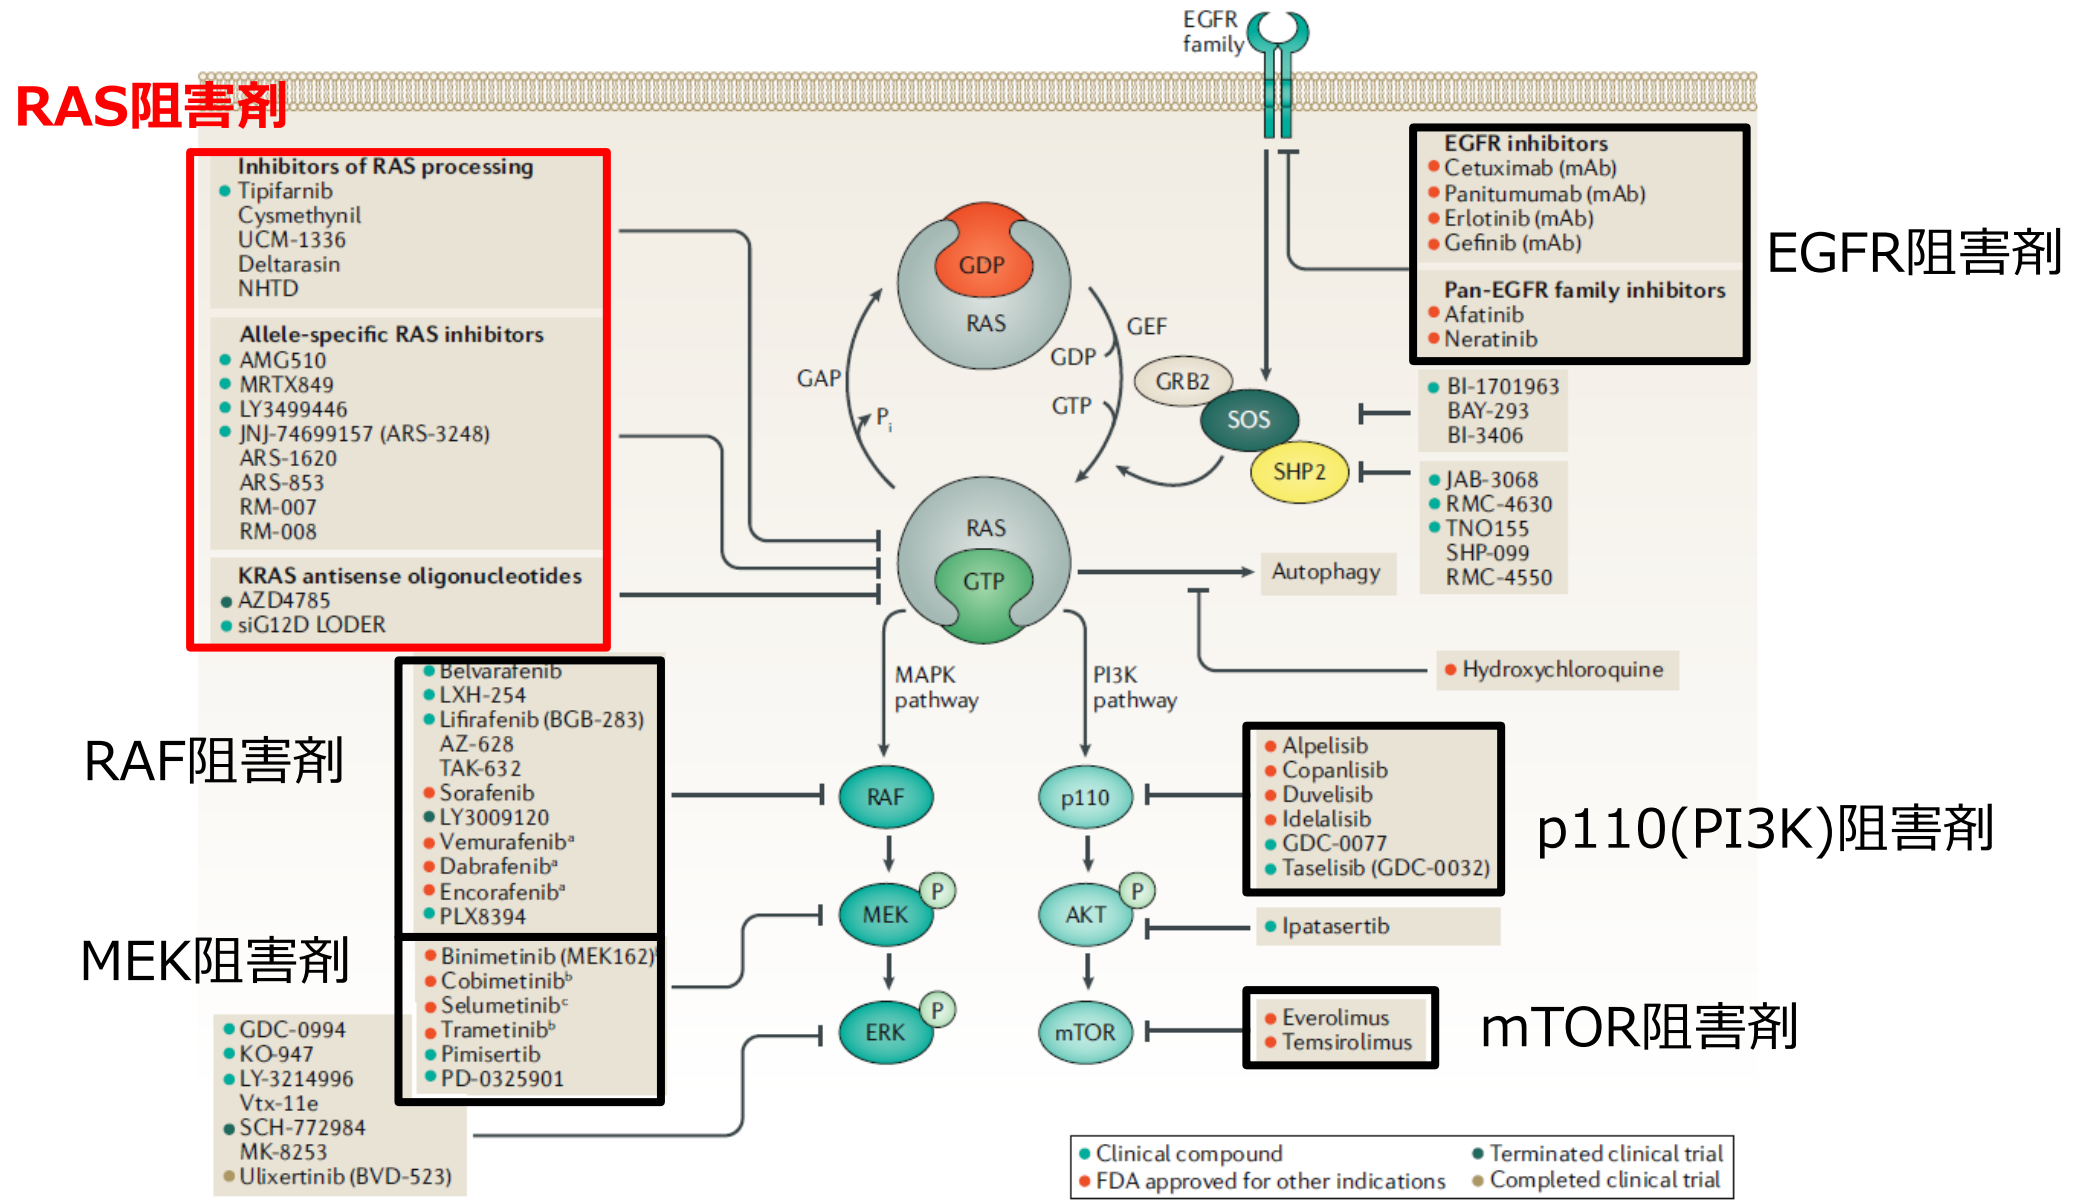 EGFR
family
RAS阻害剤
Inhibitors of RAS processing
Tipifarnib
Cysmethynil
UCM-1336
Deltarasin
NHTD
Allele-specific RAS inhibitors
AMG510
MRTX849
LY3499446
JNJ-74699157 (ARS-3248)
ARS-1620
ARS-853
RM-007
RM-008
KRAS antisense oligonucleotides
AZD4785
siG12D LODER
GDP
RAS
GEF
GDP
GAP
GTP
Pi
GRB2
SOS
SHP2
RAS
GTP
EGFR inhibitors
Cetuximab (mAb)
Panitumumab (mAb)
Erlotinib (mAb)
Gefinib (mAb)
Pan-EGFR family inhibitors
Afatinib
Neratinib
EGFR阻害剤
BI-1701963
BAY-293
BI-3406
JAB-3068
RMC-4630
TNO155
SHP-099
RMC-4550
Autophagy
Hydroxychloroquine
MAPK
pathway
PI3K
pathway
RAF阻害剤
Belvarafenib
LXH-254
Lifirafenib (BGB-283)
AZ-628
TAK-632
Sorafenib
LY3009120
Vemurafenibᵃ
Dabrafenibᵃ
Encorafenibᵃ
PLX8394
RAF
p110
Alpelisib
Copanlisib
Duvelisib
Idelalisib
GDC-0077
Taselisib (GDC-0032)
p110(PI3K)阻害剤
MEK阻害剤
Binimetinib (MEK162)
Cobimetinibᵇ
Selumetinibᶜ
Trametinibᵇ
Pimisertib
PD-0325901
MEK
P
AKT
P
Ipatasertib
GDC-0994
KO-947
LY-3214996
Vtx-11e
SCH-772984
MK-8253
Ulixertinib (BVD-523)
ERK
P
mTOR
Everolimus
Temsirolimus
mTOR阻害剤
Clinical compound
FDA approved for other indications
Terminated clinical trial
Completed clinical trial